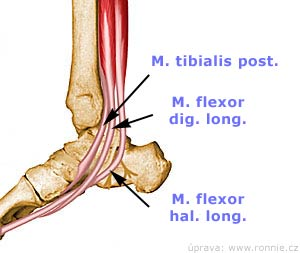 M. tibialis post.
M. flexor
dig. long.
M. flexor
hal. long.
úprava: www.ronnie.cz